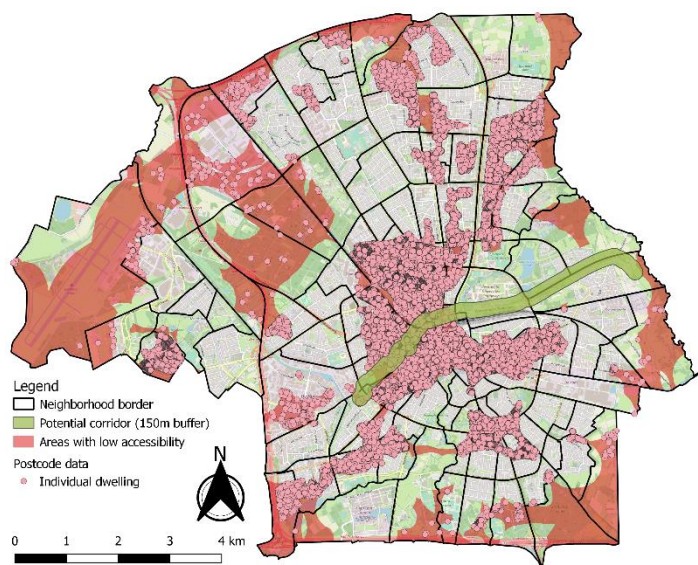 Legend
Neighborhood border
Potential corridor (150m buffer)
Areas with low accessibility
Postcode data
Individual dwelling
N
0 1 2 3 4 km